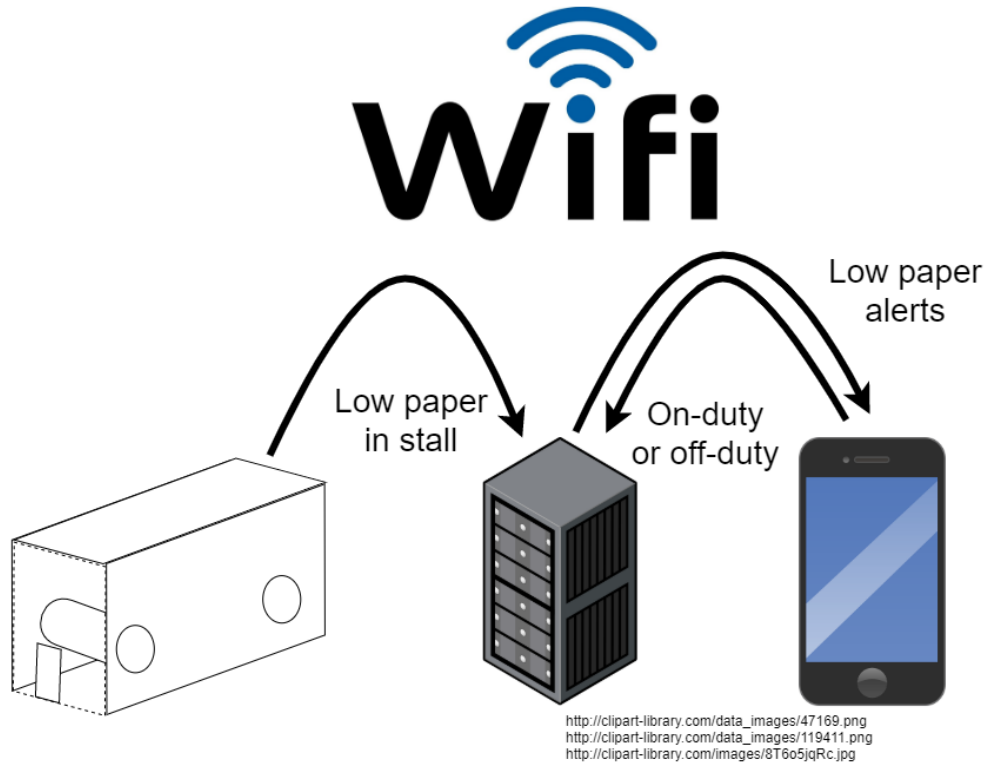 Wifi
Low paper
alerts
Low paper
in stall
On-duty
or off-duty
http://clipart-library.com/data_images/47169.png
http://clipart-library.com/data_images/119411.png
http://clipart-library.com/images/8T6o5jqRc.jpg